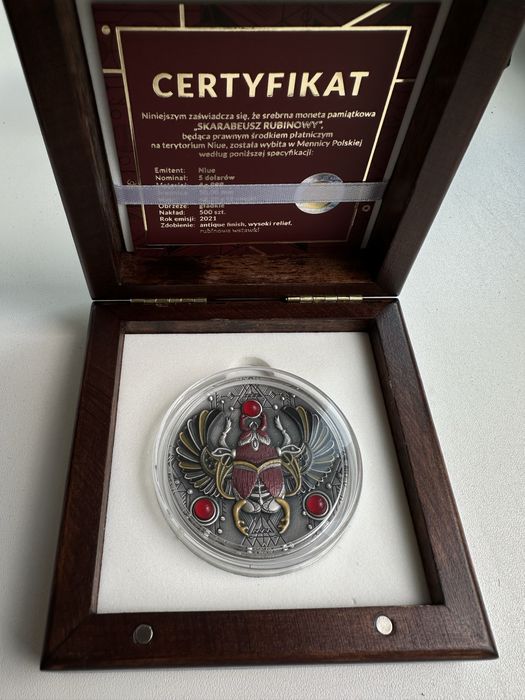 CERTYFIKAT
Niniejszym zaświadcza się, że srebrna moneta pamiątkowa
„SKARABEUSZ RUBINOWY”,
będąca prawnym środkiem płatniczym
na terytorium Niue, została wybita w Mennicy Polskiej
według poniższej specyfikacji:
Emitent: Niue
Nominał: 5 dolarów
Obrzeże: gładkie
Nakład: 500 szt.
Rok emisji: 2021
Zdobienie: antique finish, wysoki relief,
rubinowe wstawki